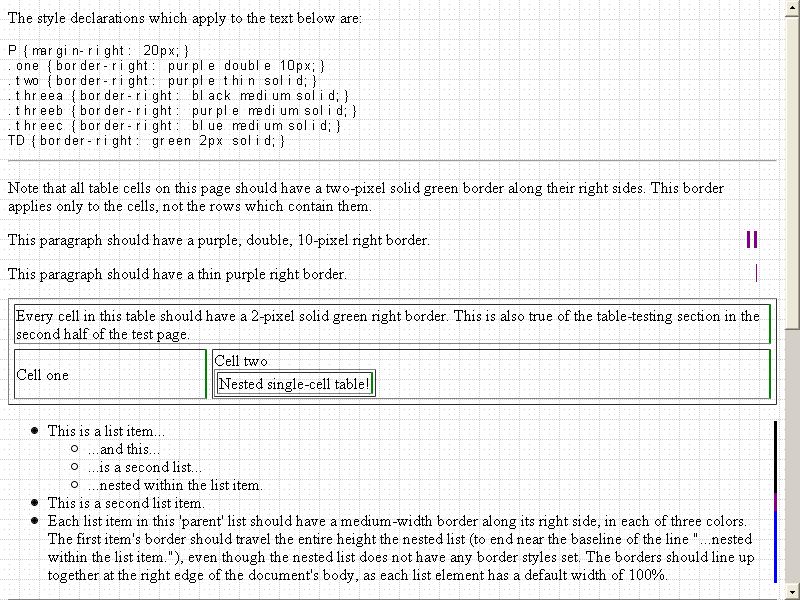 The style declarations which apply to the text below are:
P {margin-right: 20px;}
.one {border-right: purple double 10px;}
.two {border-right: purple thin solid;}
.threea {border-right: black medium solid;}
.threeb {border-right: purple medium solid;}
.threec {border-right: blue medium solid;}
TD {border-right: green 2px solid;}
Note that all table cells on this page should have a two-pixel solid green border along their right sides. This border
applies only to the cells, not the rows which contain them.
This paragraph should have a purple, double, 10-pixel right border.
This paragraph should have a thin purple right border.
Every cell in this table should have a 2-pixel solid green right border. This is also true of the table-testing section in the
second half of the test page.
Cell one
Cell two
Nested single-cell table!
This is a list item...
...and this...
...is a second list...
...nested within the list item.
This is a second list item.
Each list item in this 'parent' list should have a medium-width border along its right side, in each of three colors.
The first item's border should travel the entire height the nested list (to end near the baseline of the line "...nested
within the list item."), even though the nested list does not have any border styles set. The borders should line up
together at the right edge of the document's body, as each list element has a default width of 100%.